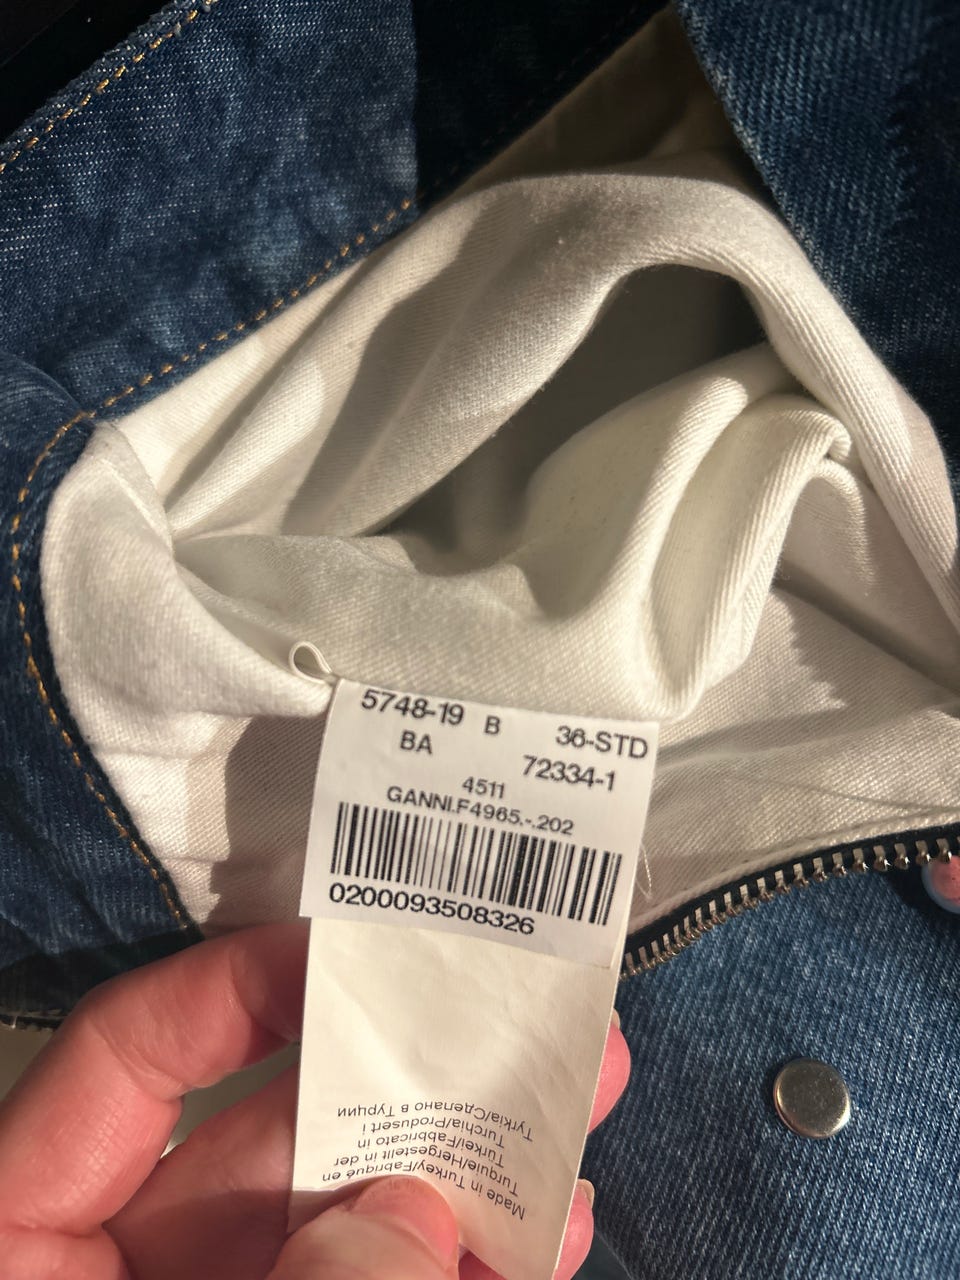 5748-19 B 36-STD
BA 72334-1
4511
GANNI.F4965.-.202
0200093508326
Made in Turkey/Fabriqué en
Turquie/Hergestellt in der
Türkei/Fabbricato in
Turchia/Produsert i
Tyrkia/Сделано в Турции